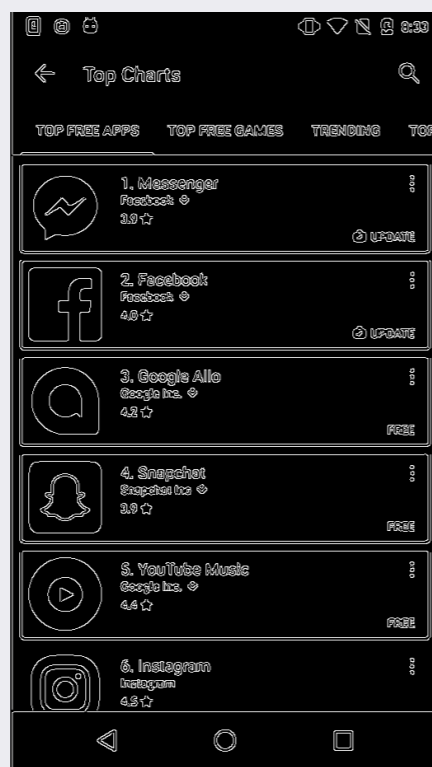 8:33
Top Charts
TOP FREE APPS TOP FREE GAMES TRENDING TOP
1. Messenger
Facebook
3.9
UPDATE
2. Facebook
Facebook
4.0
UPDATE
3. Google Allo
Google Inc.
4.2
FREE
4. Snapchat
Snapchat Inc
3.9
FREE
5. YouTube Music
Google Inc.
4.4
FREE
6. Instagram
Instagram
4.5